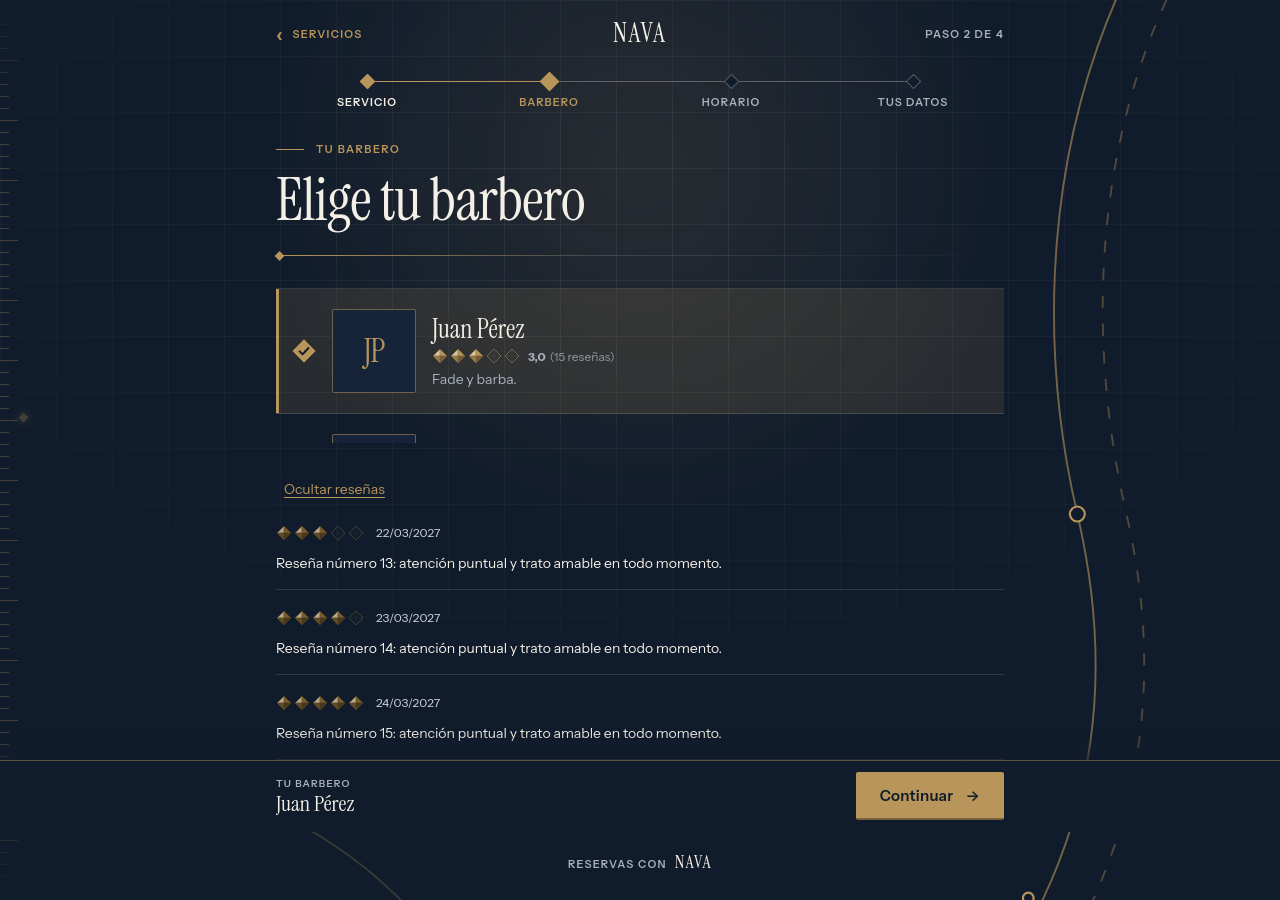 ‹ SERVICIOS
NAVA
PASO 2 DE 4
SERVICIO
BARBERO
HORARIO
TUS DATOS
TU BARBERO
Elige tu barbero
JP
Juan Pérez
3,0 (15 reseñas)
Fade y barba.
Ocultar reseñas
22/03/2027
Reseña número 13: atención puntual y trato amable en todo momento.
23/03/2027
Reseña número 14: atención puntual y trato amable en todo momento.
24/03/2027
Reseña número 15: atención puntual y trato amable en todo momento.
TU BARBERO
Juan Pérez
Continuar →
RESERVAS CON NAVA